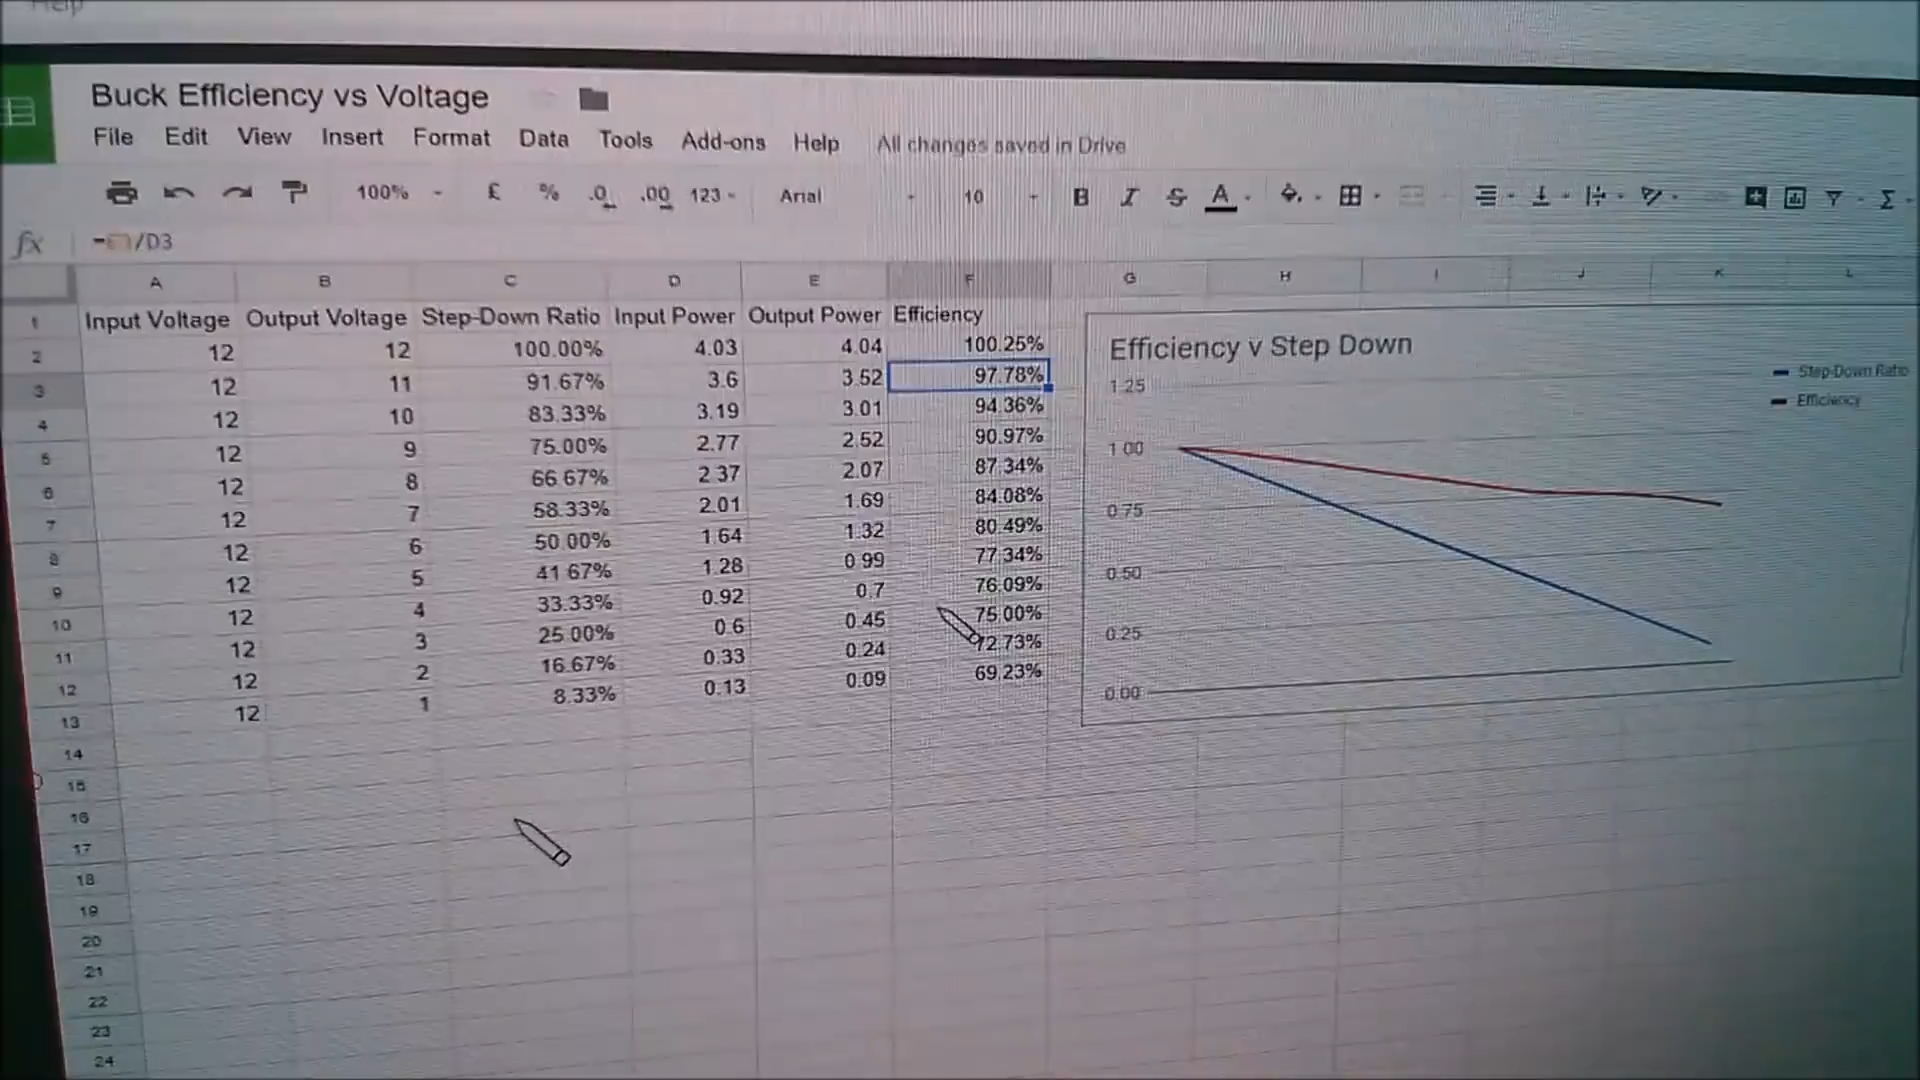 Help
Buck Efficiency vs Voltage
File Edit View Insert Format Data Tools Add-ons Help All changes saved in Drive
100% £ % .0 .00 123 Arial 10 B I S A Σ
fx = /D3
A B C D E F G H I J K L
1 Input Voltage Output Voltage Step-Down Ratio Input Power Output Power Efficiency
2 12 12 100.00% 4.03 4.04 100.25%
3 12 11 91.67% 3.6 3.52 97.78%
4 12 10 83.33% 3.19 3.01 94.36%
5 12 9 75.00% 2.77 2.52 90.97%
6 12 8 66.67% 2.37 2.07 87.34%
7 12 7 58.33% 2.01 1.69 84.08%
8 12 6 50.00% 1.64 1.32 80.49%
9 12 5 41.67% 1.28 0.99 77.34%
10 12 4 33.33% 0.92 0.7 76.09%
11 12 3 25.00% 0.6 0.45 75.00%
12 12 2 16.67% 0.33 0.24 72.73%
13 12 1 8.33% 0.13 0.09 69.23%
14
15
16
17
18
19
20
21
22
23
24
Efficiency v Step Down
Step-Down Ratio
Efficiency
1.25
1.00
0.75
0.50
0.25
0.00